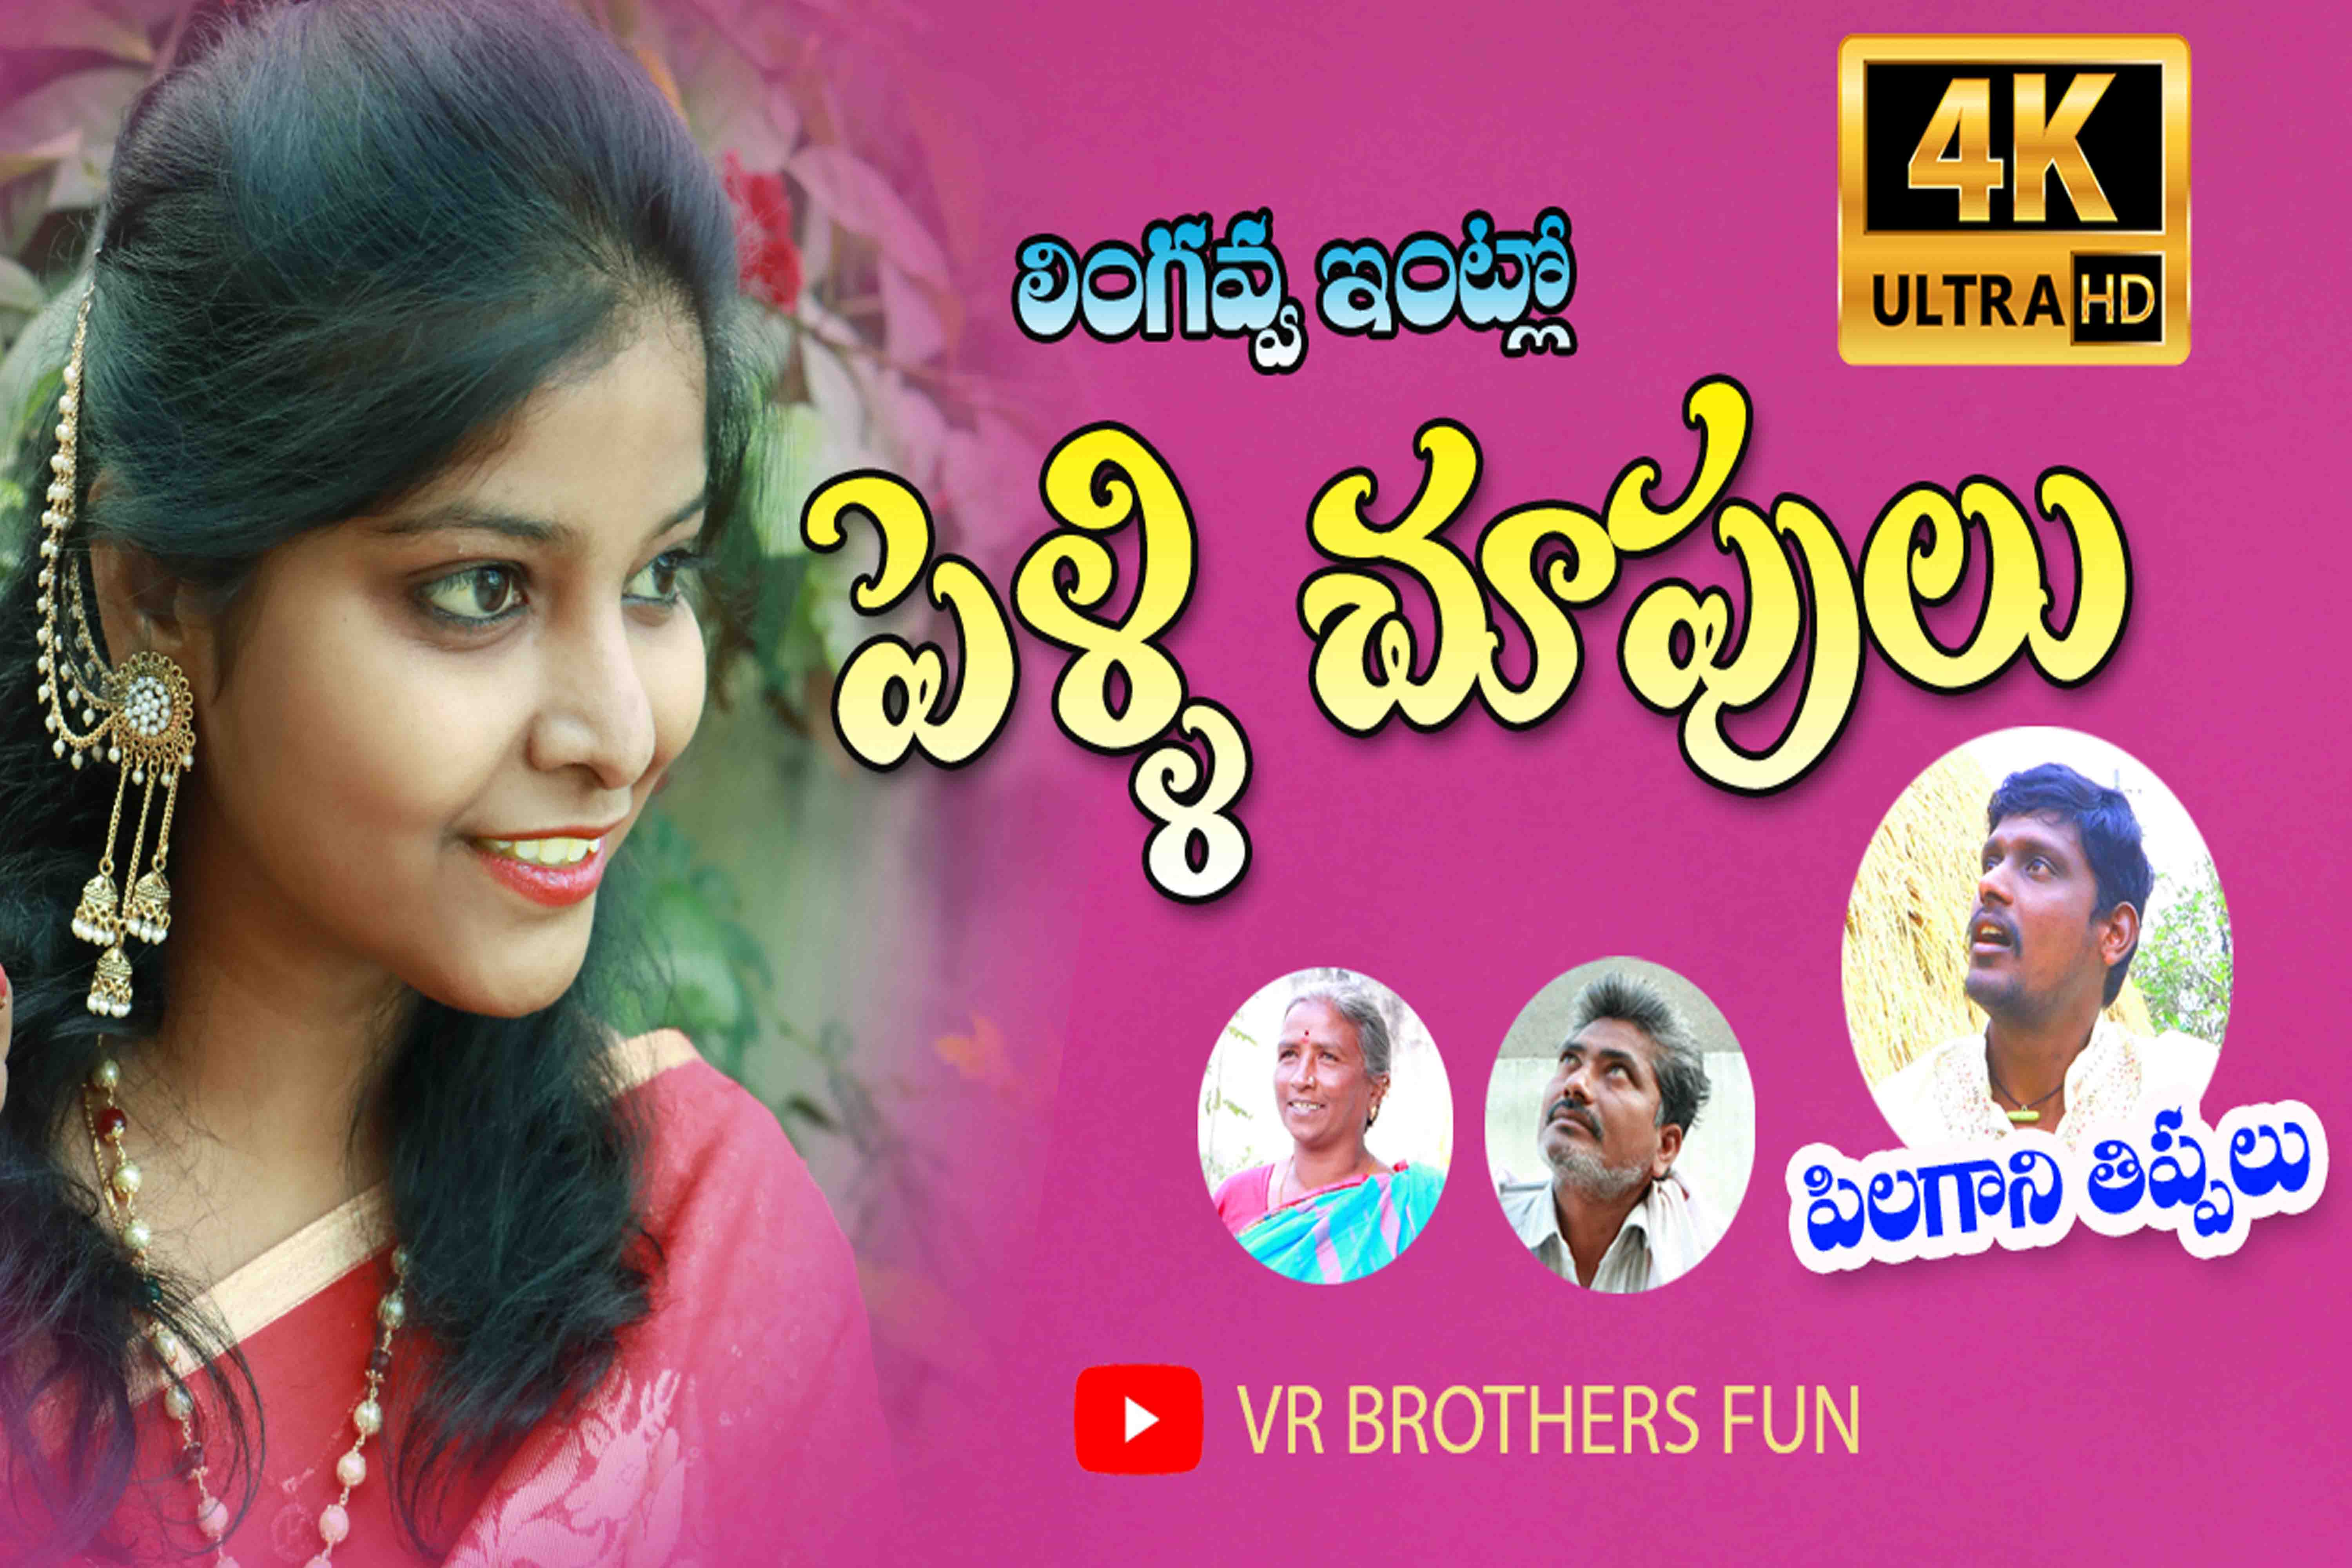 4K
ULTRA HD
లింగవ్వ ఇంట్లో
పెళ్ళి చూపులు
పిలగాని తిప్పలు
VR BROTHERS FUN